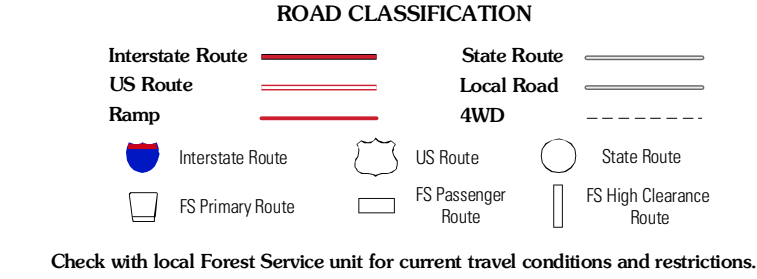 ROAD CLASSIFICATION
Interstate Route
State Route
US Route
Local Road
Ramp
4WD
Interstate Route
US Route
State Route
FS Primary Route
FS Passenger
Route
FS High Clearance
Route
Check with local Forest Service unit for current travel conditions and restrictions.